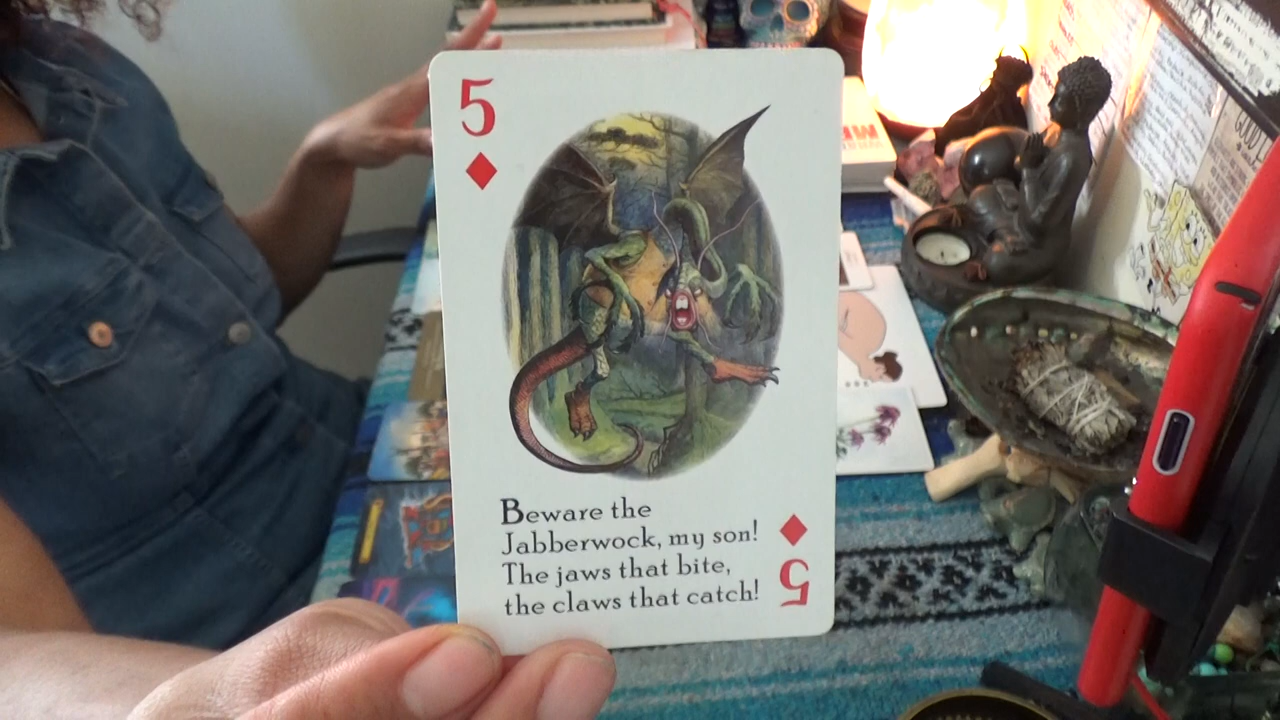 5
Beware the
Jabberwock, my son!
The jaws that bite,
the claws that catch!
5